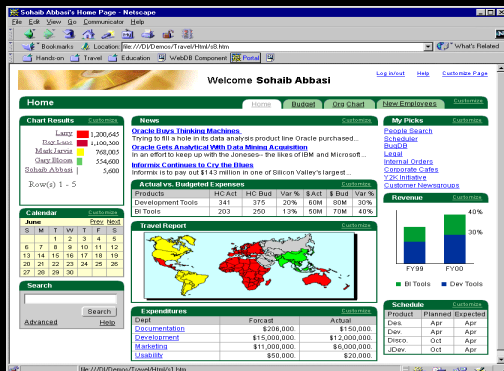 Sohaib Abbasi's Home Page - Netscape
File Edit View Go Communicator Help
Bookmarks Location: file:///D|/Demos/Travel/Html/s8.htm What's Related
Hands-on Travel Education WebDB Component Portal
Welcome Sohaib Abbasi
Log in/out Help Customize Page
Home
Home Budget Org Chart New Employees Customize
Chart Results Customize
Larry 1,200,645
Ray Lane 1,100,300
Mark Jarvis 768,005
Gary Bloom 554,600
Sohaib Abbasi 5,600
Row(s) 1 - 5
Calendar Customize
June Prev Next
S M T W T F S
1 2 3 4 5
6 7 8 9 10 11 12
13 14 15 16 17 18 19
20 21 22 23 24 25 26
27 28 29 30
Search Customize
Search
Advanced Help
News Customize
Oracle Buys Thinking Machines
Trying to fill a hole in its data analysis product line Oracle purchased...
Oracle Gets Analytical With Data Mining Acquisition
In an effort to keep up with the Joneses-- the likes of IBM and Microsoft ...
Informix Continues to Cry the Blues
Informix is to pay out $143 million in one of Silicon Valley's largest...
Actual vs. Budgeted Expenses Customize
Products HC Act HC Bud Var % $ Act $ Bud Var %
Development Tools 341 375 20% 60M 80M 30%
BI Tools 203 250 13% 50M 70M 40%
Travel Report Customize
Expenditures Customize
Dept Forcast Actual
Documentation $206,000. $150,000.
Development $15,000,000. $12,000,000.
Marketing $11,000,000. $6,000,000.
Usability $50,000. $20,000.
My Picks Customize
People Search
Scheduler
BugDB
Legal
Internal Orders
Corporate Cafes
Y2K Initiative
Customer Newsgroups
Revenue Customize
40%
30%
FY99 FY00
BI Tools Dev Tools
Schedule Customize
Product Planned Expected
Des. Apr Apr
Dev. Apr Apr
Disco. Oct Apr
JDev. Oct Apr
file:///D|/Demos/Travel/Html/s1.htm